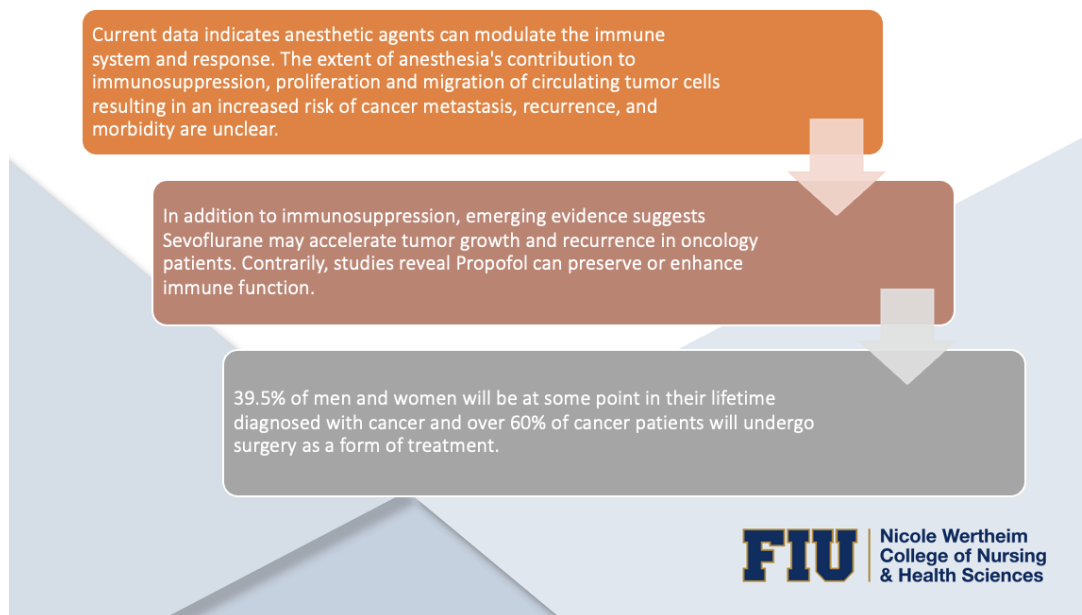 Current data indicates anesthetic agents can modulate the immune
system and response. The extent of anesthesia's contribution to
immunosuppression, proliferation and migration of circulating tumor cells
resulting in an increased risk of cancer metastasis, recurrence, and
morbidity are unclear.
In addition to immunosuppression, emerging evidence suggests
Sevoflurane may accelerate tumor growth and recurrence in oncology
patients. Contrarily, studies reveal Propofol can preserve or enhance
immune function.
39.5% of men and women will be at some point in their lifetime
diagnosed with cancer and over 60% of cancer patients will undergo
surgery as a form of treatment.
FIU
Nicole Wertheim
College of Nursing
& Health Sciences